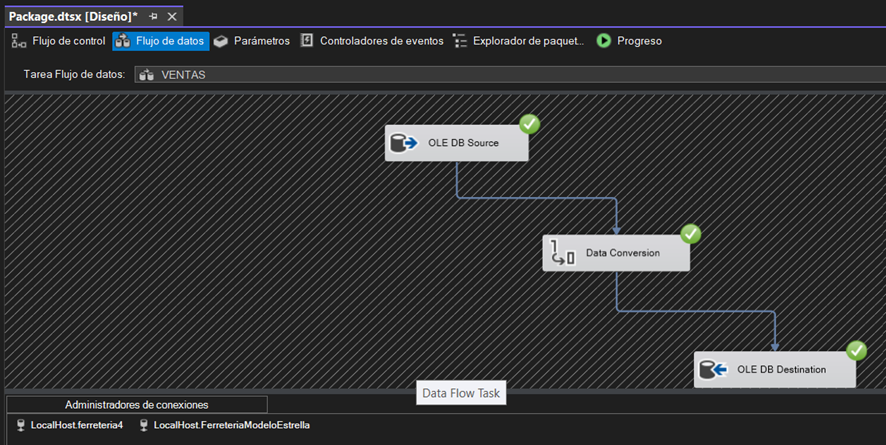 Package.dtsx [Diseño]*
Flujo de control Flujo de datos Parámetros Controladores de eventos Explorador de paquet... Progreso
Tarea Flujo de datos: VENTAS
OLE DB Source
Data Conversion
OLE DB Destination
Data Flow Task
Administradores de conexiones
LocalHost.ferreteria4 LocalHost.FerreteriaModeloEstrella